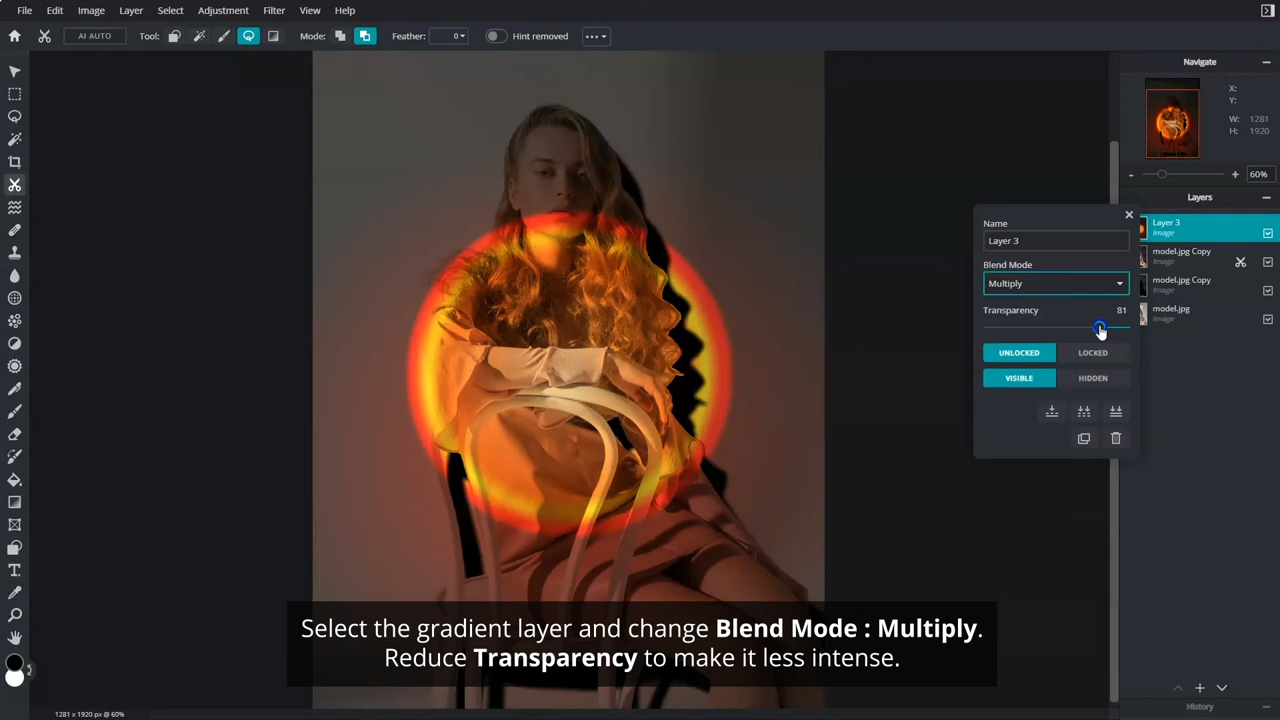 File Edit Image Layer Select Adjustment Filter View Help
AI AUTO Tool: Mode: Feather: 0 Hint removed
Navigate
X:
Y:
W: 1281
H: 1920
60%
Layers
Layer 3
Image
model.jpg Copy
Image
model.jpg Copy
Image
model.jpg
Image
Name
Layer 3
Blend Mode
Multiply
Transparency 81
UNLOCKED LOCKED
VISIBLE HIDDEN
Select the gradient layer and change Blend Mode : Multiply.
Reduce Transparency to make it less intense.
History
1281 x 1920 px @ 60%